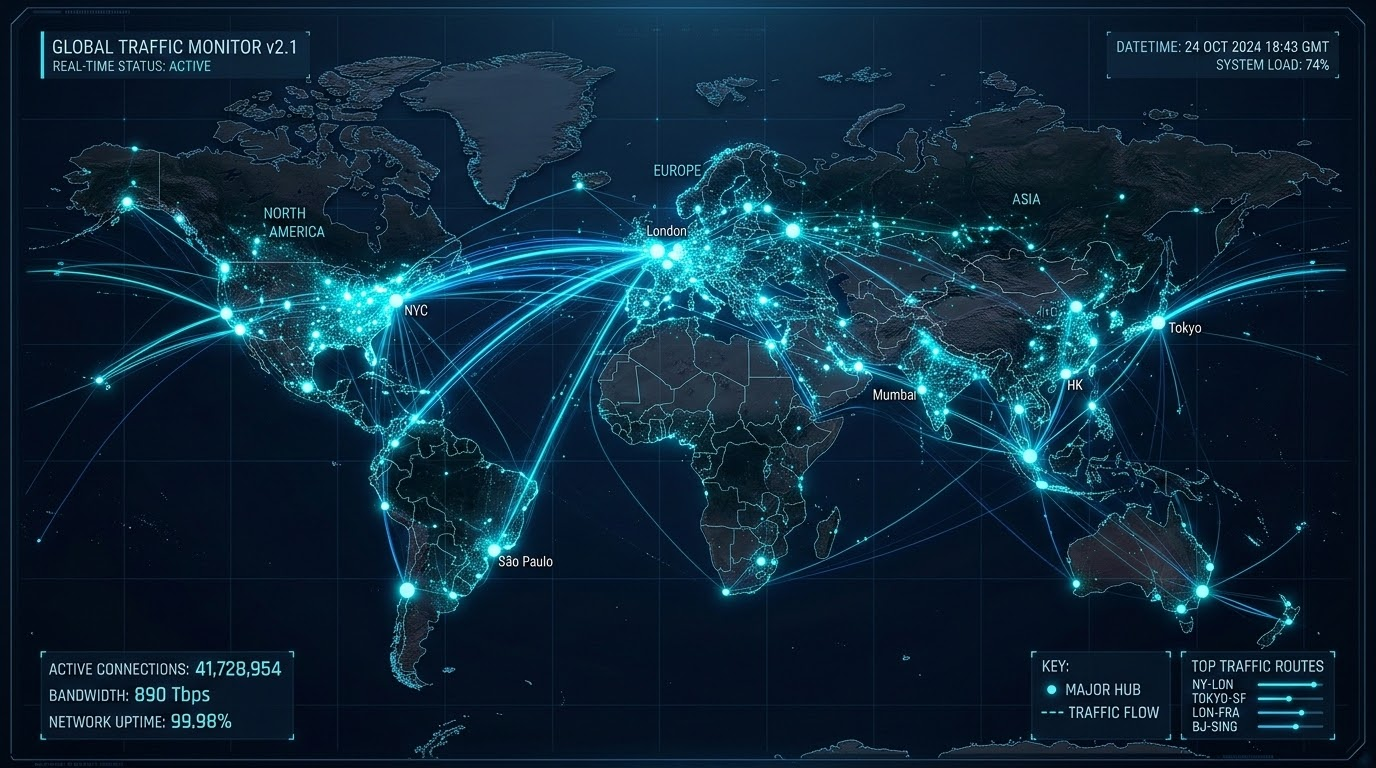 GLOBAL TRAFFIC MONITOR v2.1
REAL-TIME STATUS: ACTIVE
DATETIME: 24 OCT 2024 18:43 GMT
SYSTEM LOAD: 74%
EUROPE
ASIA
NORTH
AMERICA
London
NYC
Tokyo
HK
Mumbai
São Paulo
ACTIVE CONNECTIONS: 41,728,954
BANDWIDTH: 890 Tbps
NETWORK UPTIME: 99.98%
KEY:
MAJOR HUB
TRAFFIC FLOW
TOP TRAFFIC ROUTES
NY-LON
TOKYO-SF
LON-FRA
BJ-SING